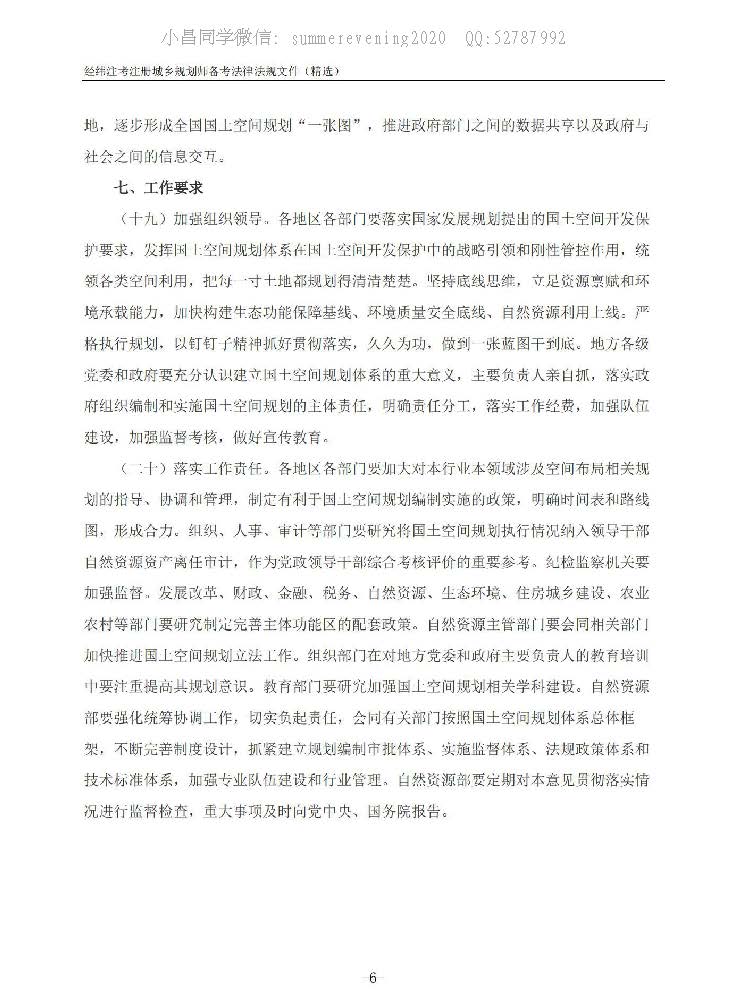 小昌同学微信: summerevening2020 QQ:52787992
经纬注考注册城乡规划师备考法律法规文件（精选）
地，逐步形成全国国土空间规划“一张图”，推进政府部门之间的数据共享以及政府与
社会之间的信息交互。
七、工作要求
（十九）加强组织领导。各地区各部门要落实国家发展规划提出的国土空间开发保
护要求，发挥国土空间规划体系在国土空间开发保护中的战略引领和刚性管控作用，统
领各类空间利用，把每一寸土地都规划得清清楚楚。坚持底线思维，立足资源禀赋和环
境承载能力，加快构建生态功能保障基线、环境质量安全底线、自然资源利用上线。严
格执行规划，以钉钉子精神抓好贯彻落实，久久为功，做到一张蓝图干到底。地方各级
党委和政府要充分认识建立国土空间规划体系的重大意义，主要负责人亲自抓，落实政
府组织编制和实施国土空间规划的主体责任，明确责任分工，落实工作经费，加强队伍
建设，加强监督考核，做好宣传教育。
（二十）落实工作责任。各地区各部门要加大对本行业本领域涉及空间布局相关规
划的指导、协调和管理，制定有利于国土空间规划编制实施的政策，明确时间表和路线
图，形成合力。组织、人事、审计等部门要研究将国土空间规划执行情况纳入领导干部
自然资源资产离任审计，作为党政领导干部综合考核评价的重要参考。纪检监察机关要
加强监督。发展改革、财政、金融、税务、自然资源、生态环境、住房城乡建设、农业
农村等部门要研究制定完善主体功能区的配套政策。自然资源主管部门要会同相关部门
加快推进国土空间规划立法工作。组织部门在对地方党委和政府主要负责人的教育培训
中要注重提高其规划意识。教育部门要研究加强国土空间规划相关学科建设。自然资源
部要强化统筹协调工作，切实负起责任，会同有关部门按照国土空间规划体系总体框
架，不断完善制度设计，抓紧建立规划编制审批体系、实施监督体系、法规政策体系和
技术标准体系，加强专业队伍建设和行业管理。自然资源部要定期对本意见贯彻落实情
况进行监督检查，重大事项及时向党中央、国务院报告。
6